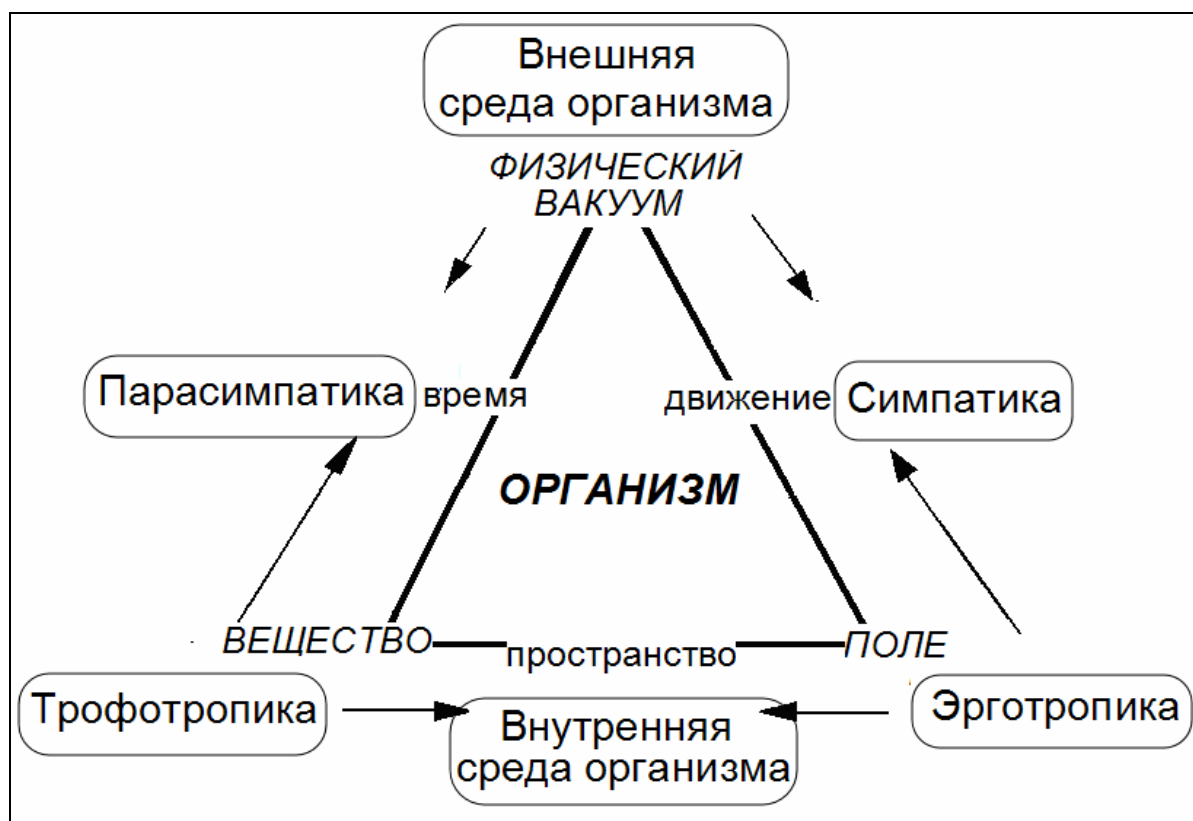 Внешняя
среда организма
ФИЗИЧЕСКИЙ
ВАКУУМ
Парасимпатика
время
движение
Симпатика
ОРГАНИЗМ
ВЕЩЕСТВО
пространство
ПОЛЕ
Трофотропика
Внутренняя
среда организма
Эрготропика